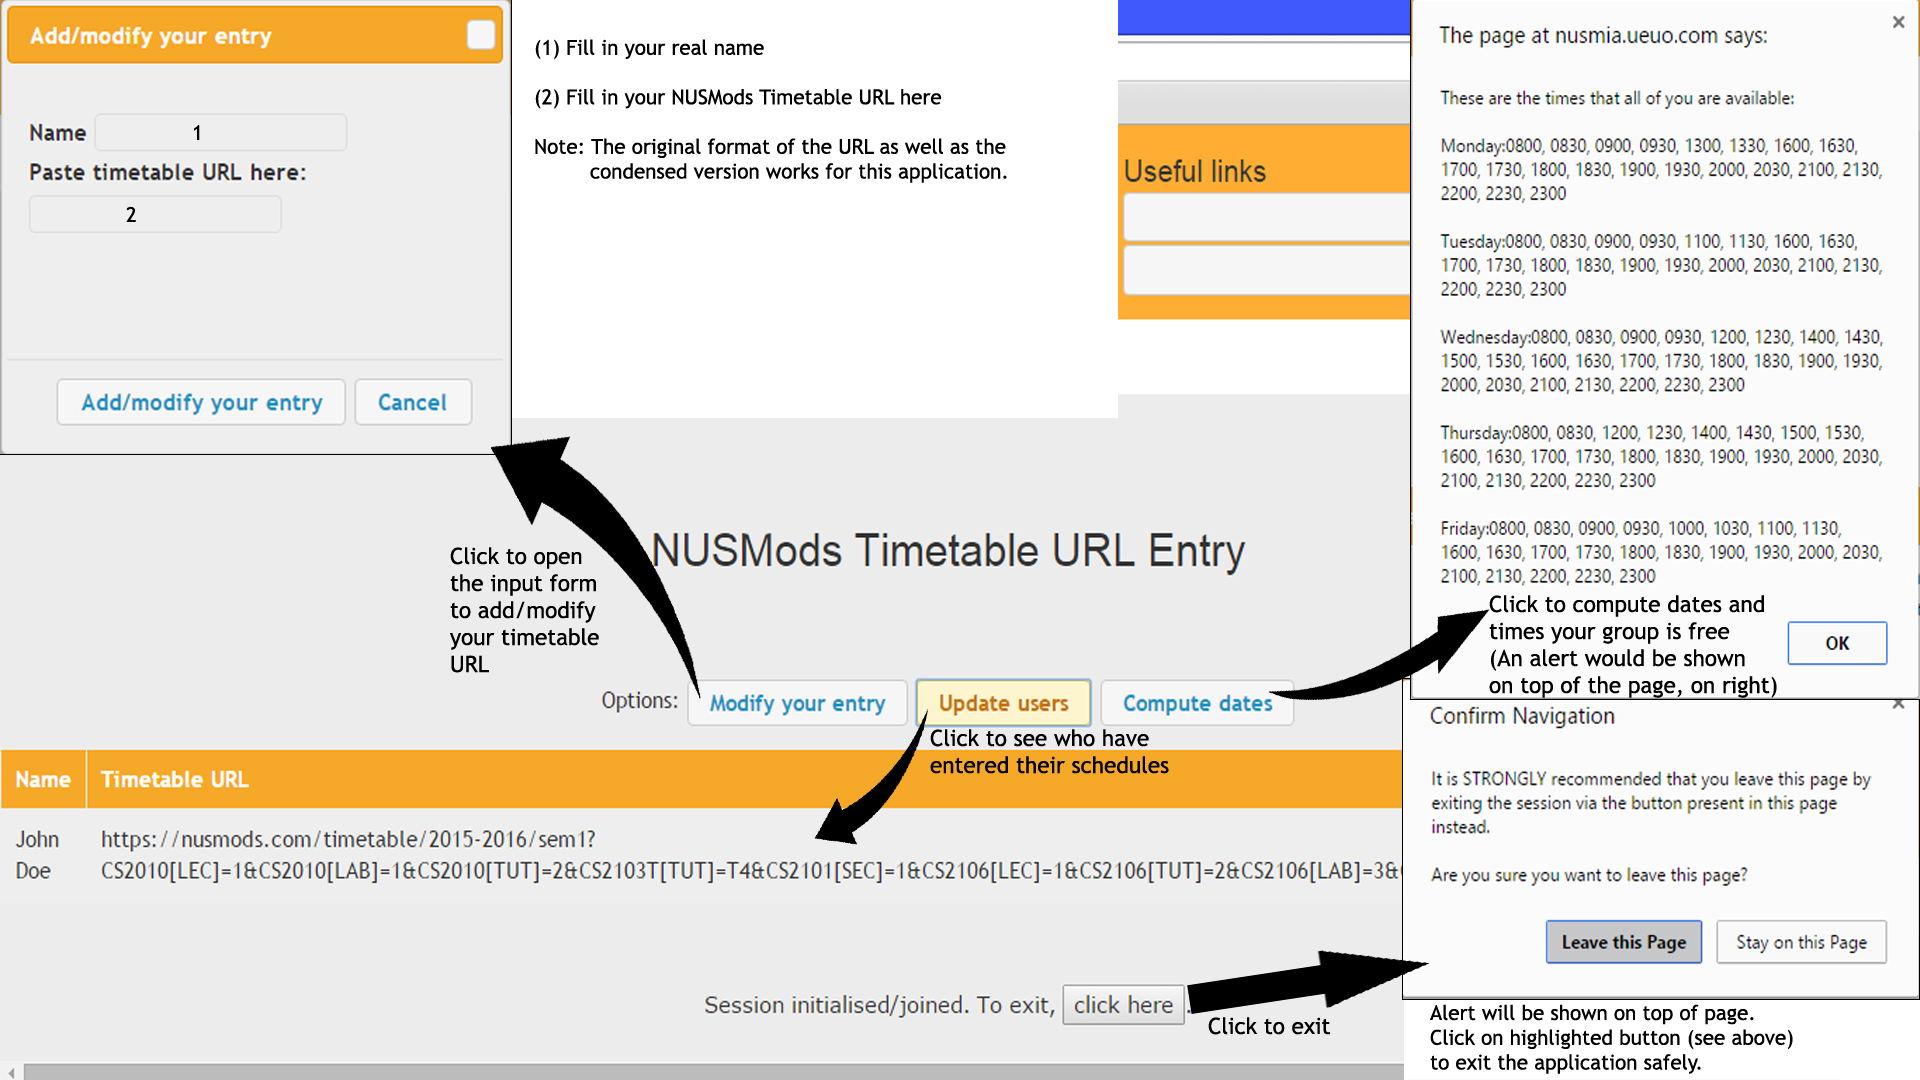 Add/modify your entry
Name 1
Paste timetable URL here:
2
Add/modify your entry
Cancel
(1) Fill in your real name
(2) Fill in your NUSMods Timetable URL here
Note: The original format of the URL as well as the
condensed version works for this application.
Useful links
The page at nusmia.ueuo.com says:
These are the times that all of you are available:
Monday:0800, 0830, 0900, 0930, 1300, 1330, 1600, 1630,
1700, 1730, 1800, 1830, 1900, 1930, 2000, 2030, 2100, 2130,
2200, 2230, 2300
Tuesday:0800, 0830, 0900, 0930, 1100, 1130, 1600, 1630,
1700, 1730, 1800, 1830, 1900, 1930, 2000, 2030, 2100, 2130,
2200, 2230, 2300
Wednesday:0800, 0830, 0900, 0930, 1200, 1230, 1400, 1430,
1500, 1530, 1600, 1630, 1700, 1730, 1800, 1830, 1900, 1930,
2000, 2030, 2100, 2130, 2200, 2230, 2300
Thursday:0800, 0830, 1200, 1230, 1400, 1430, 1500, 1530,
1600, 1630, 1700, 1730, 1800, 1830, 1900, 1930, 2000, 2030,
2100, 2130, 2200, 2230, 2300
Friday:0800, 0830, 0900, 0930, 1000, 1030, 1100, 1130,
1600, 1630, 1700, 1730, 1800, 1830, 1900, 1930, 2000, 2030,
2100, 2130, 2200, 2230, 2300
Click to compute dates and
times your group is free
(An alert would be shown
on top of the page, on right)
OK
Click to open
the input form
to add/modify
your timetable
URL
NUSMods Timetable URL Entry
Options:
Modify your entry
Update users
Compute dates
Click to see who have
entered their schedules
Name
Timetable URL
John
Doe
https://nusmods.com/timetable/2015-2016/sem1?
CS2010[LEC]=1&CS2010[LAB]=1&CS2010[TUT]=2&CS2103T[TUT]=T4&CS2101[SEC]=1&CS2106[LEC]=1&CS2106[TUT]=2&CS2106[LAB]=3&
Confirm Navigation
It is STRONGLY recommended that you leave this page by
exiting the session via the button present in this page
instead.
Are you sure you want to leave this page?
Leave this Page
Stay on this Page
Session initialised/joined. To exit, click here.
Click to exit
Alert will be shown on top of page.
Click on highlighted button (see above)
to exit the application safely.